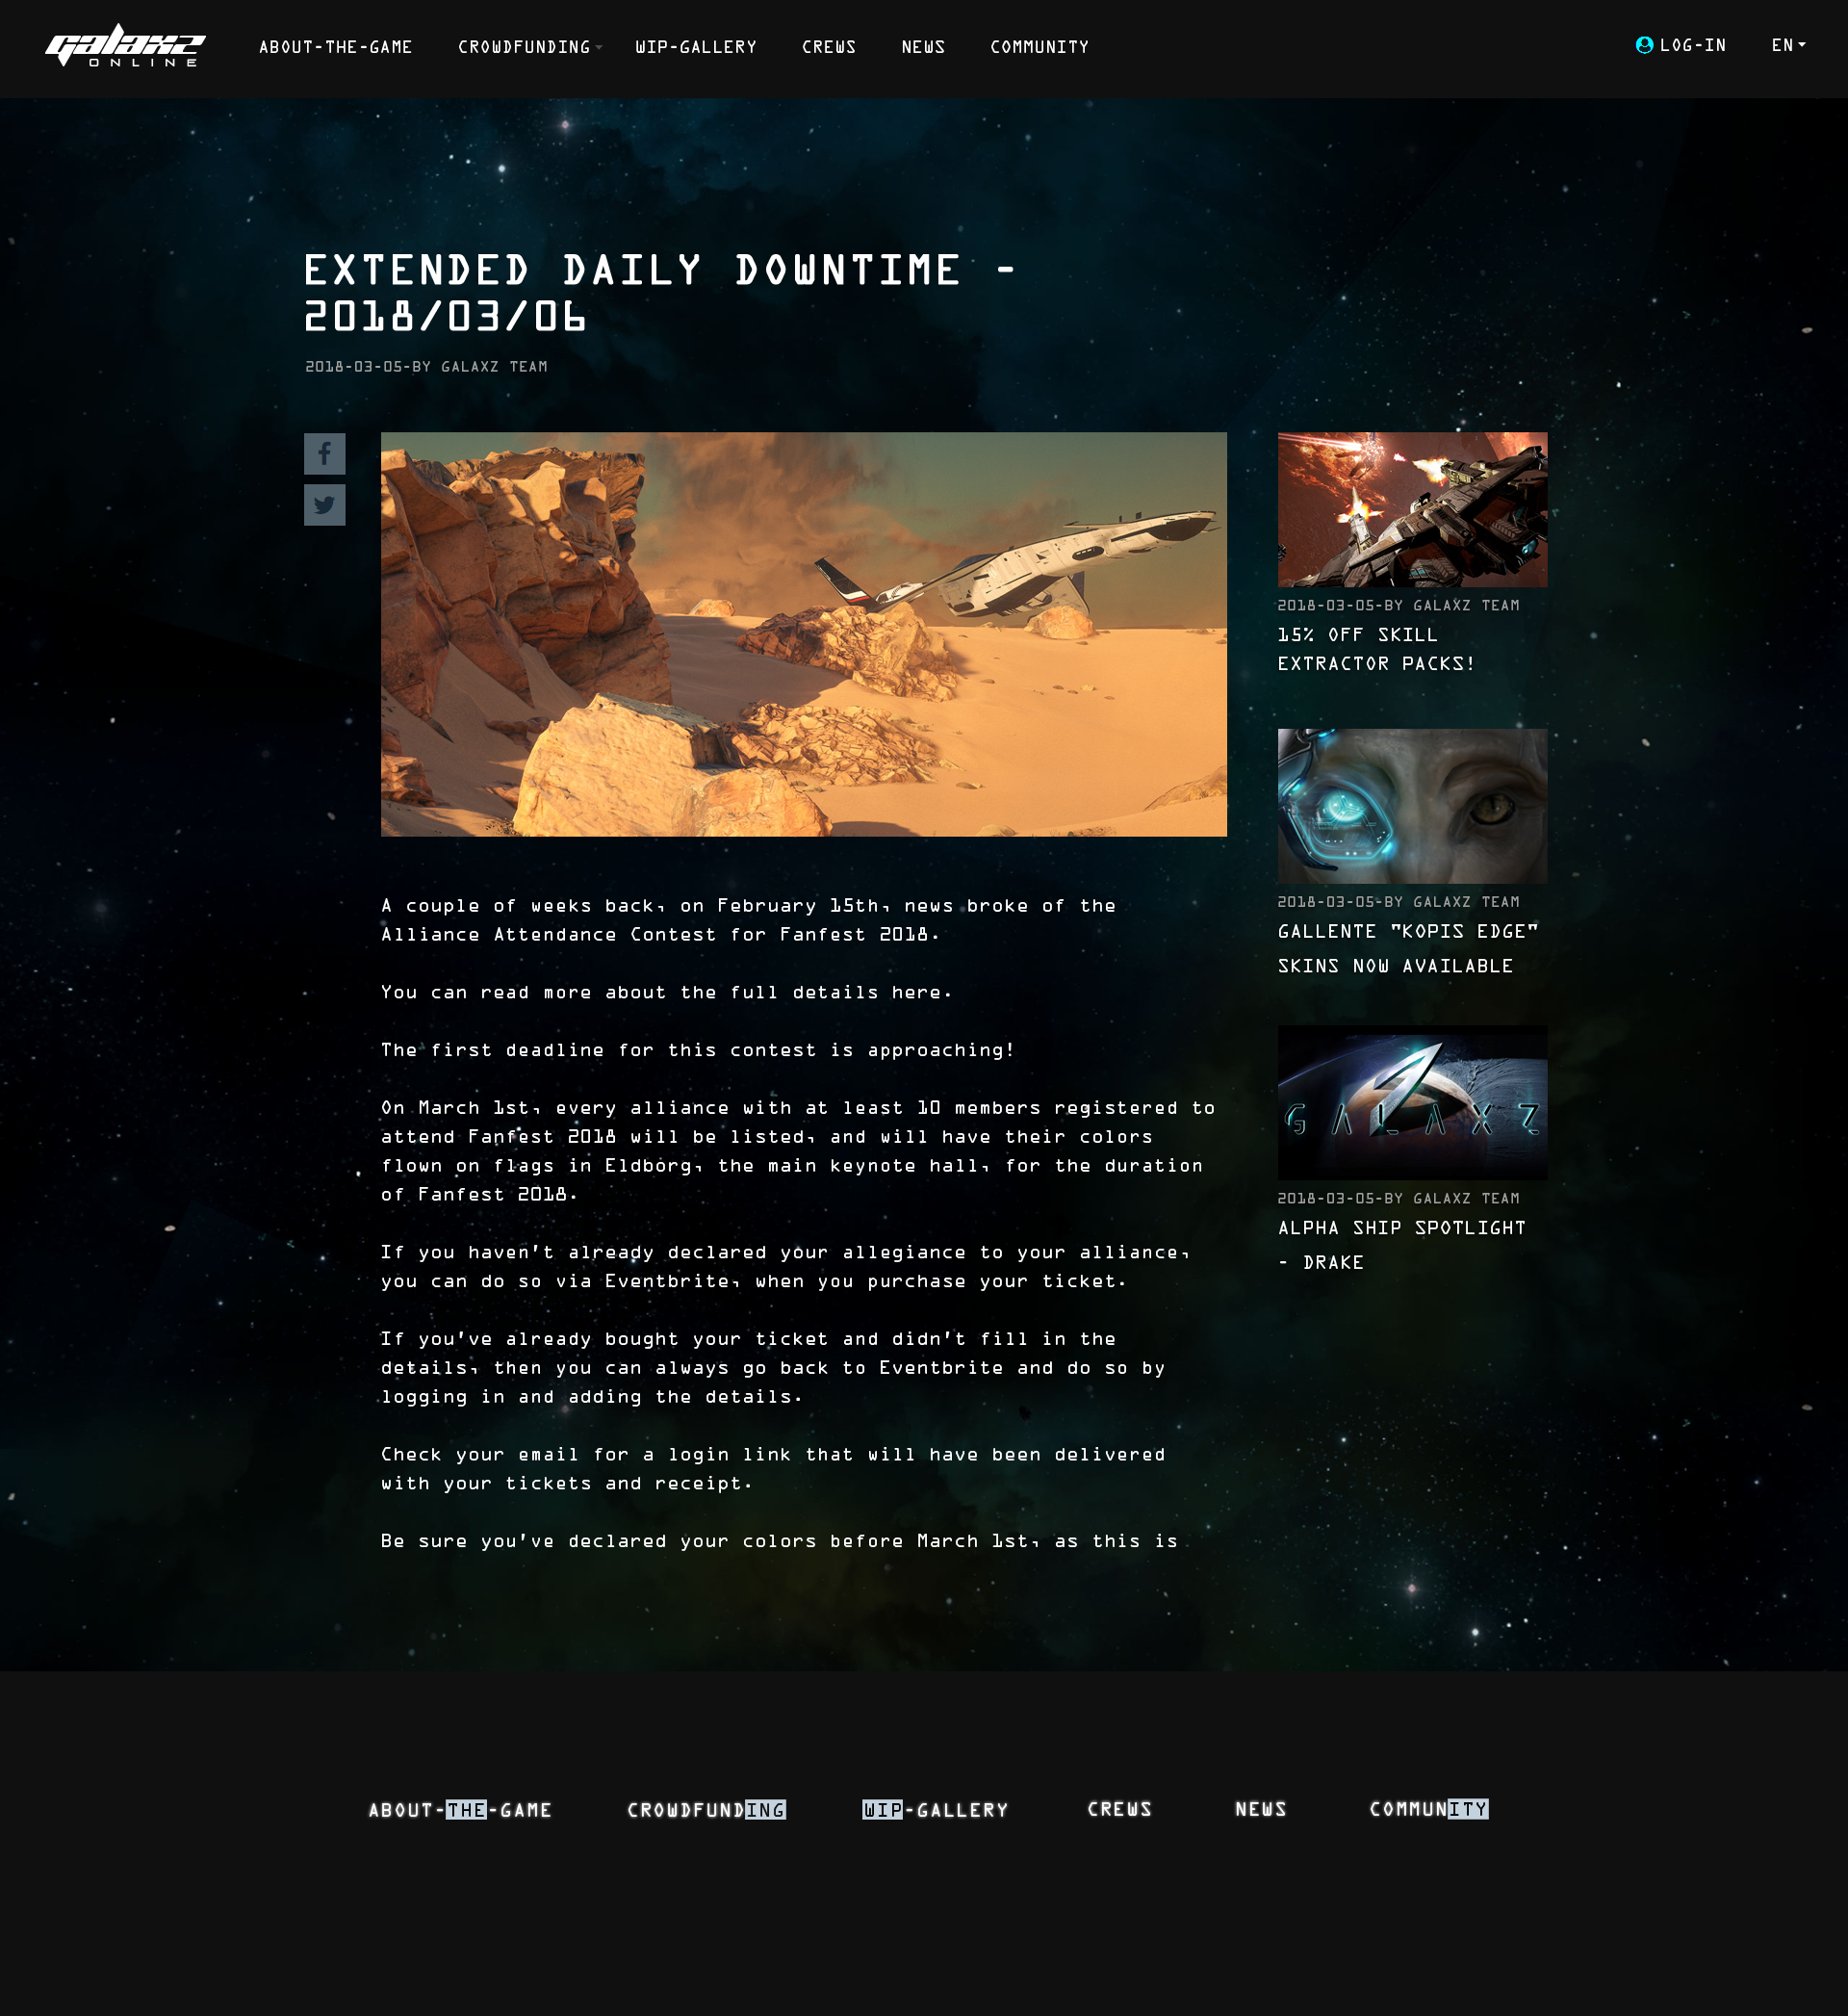 galaxz
ONLINE
ABOUT-THE-GAME
CROWDFUNDING
WIP-GALLERY
CREWS
NEWS
COMMUNITY
LOG-IN
EN
EXTENDED DAILY DOWNTIME -
2018/03/06
2018-03-05-BY GALAXZ TEAM
A couple of weeks back, on February 15th, news broke of the
Alliance Attendance Contest for Fanfest 2018.
You can read more about the full details here.
The first deadline for this contest is approaching!
On March 1st, every alliance with at least 10 members registered to
attend Fanfest 2018 will be listed, and will have their colors
flown on flags in Eldborg, the main keynote hall, for the duration
of Fanfest 2018.
If you haven't already declared your allegiance to your alliance,
you can do so via Eventbrite, when you purchase your ticket.
If you've already bought your ticket and didn't fill in the
details, then you can always go back to Eventbrite and do so by
logging in and adding the details.
Check your email for a login link that will have been delivered
with your tickets and receipt.
Be sure you've declared your colors before March 1st, as this is
2018-03-05-BY GALAXZ TEAM
15% OFF SKILL
EXTRACTOR PACKS!
2018-03-05-BY GALAXZ TEAM
GALLENTE "KOPIS EDGE"
SKINS NOW AVAILABLE
GALAXZ
2018-03-05-BY GALAXZ TEAM
ALPHA SHIP SPOTLIGHT
- DRAKE
ABOUT-THE-GAME
CROWDFUNDING
WIP-GALLERY
CREWS
NEWS
COMMUNITY